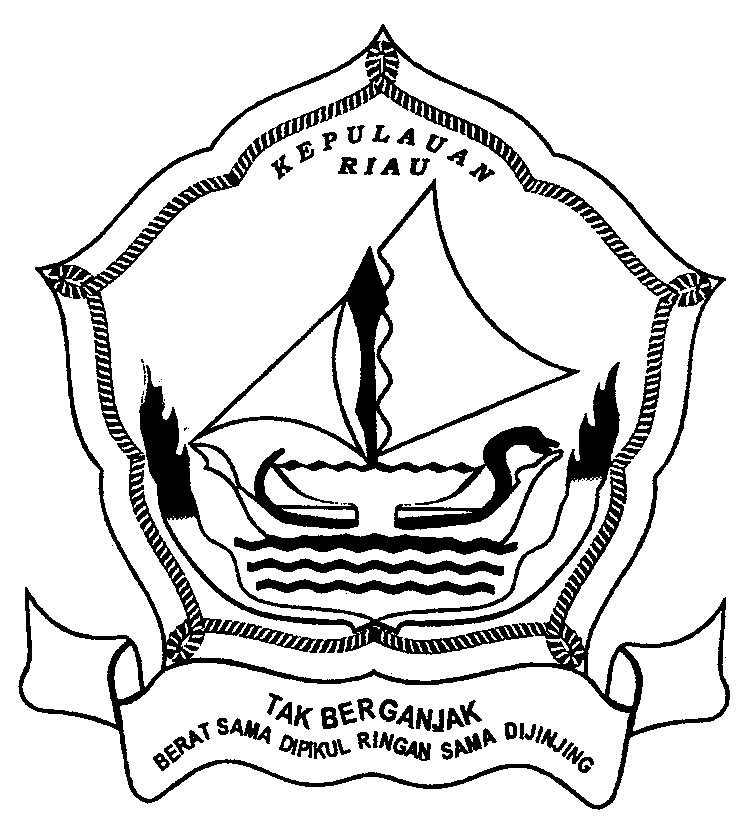 KEPULAUAN
RIAU
TAK BERGANJAK
BERAT SAMA DIPIKUL RINGAN SAMA DIJINJING